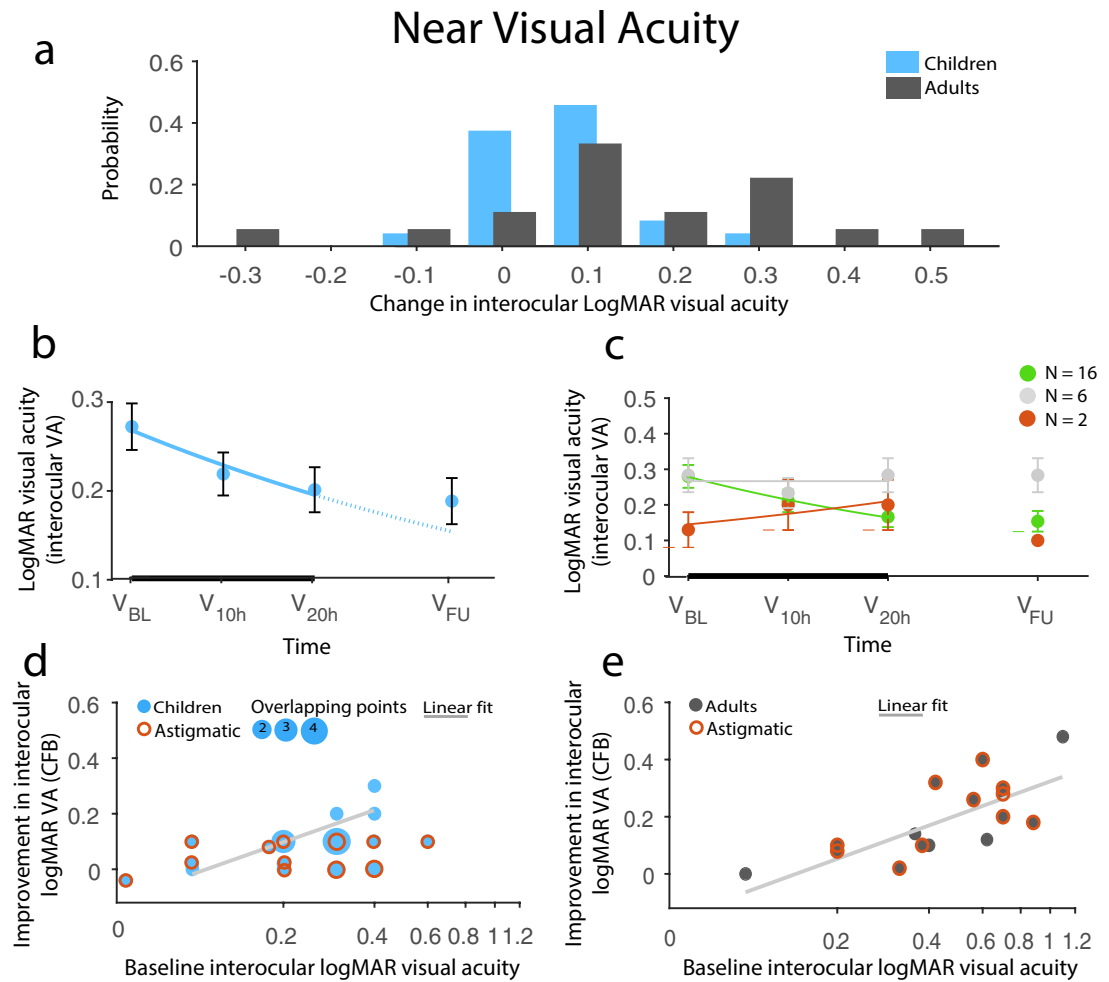 Near Visual Acuity
a
Children
Adults
Probability
0.6
0.4
0.2
0
-0.3 -0.2 -0.1 0 0.1 0.2 0.3 0.4 0.5
Change in interocular LogMAR visual acuity
b
LogMAR visual acuity
(interocular VA)
0.3
0.2
0.1
VBL V10h V20h VFU
Time
c
N = 16
N = 6
N = 2
LogMAR visual acuity
(interocular VA)
0.5
0.4
0.3
0.2
0.1
0
VBL V10h V20h VFU
Time
d
Improvement in interocular
logMAR VA (CFB)
Children
Astigmatic
Overlapping points
2 3 4
Linear fit
0.6
0.4
0.2
0
0 0.2 0.4 0.6 0.8 1 1.2
Baseline interocular logMAR visual acuity
e
Improvement in interocular
logMAR VA (CFB)
Adults
Astigmatic
Linear fit
0.6
0.4
0.2
0
0 0.2 0.4 0.6 0.8 1 1.2
Baseline interocular logMAR visual acuity